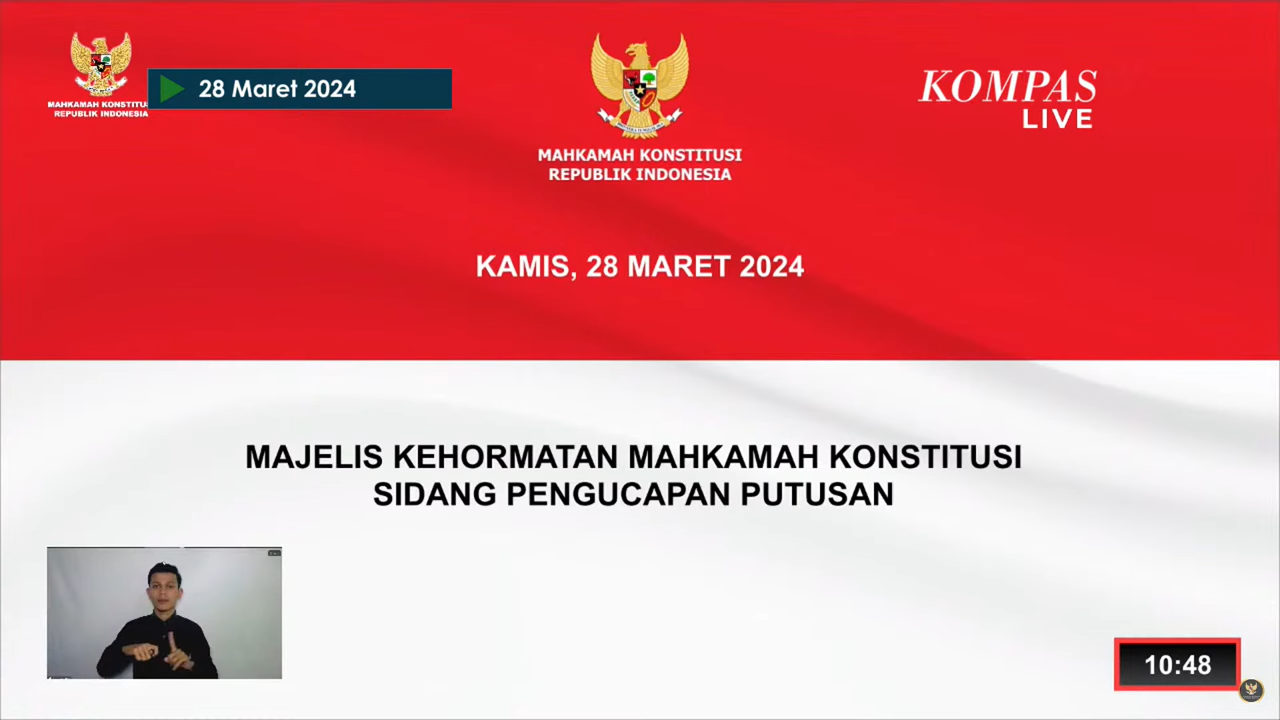 MAHKAMAH KONSTITUSI
REPUBLIK INDONESIA
28 Maret 2024
MAHKAMAH KONSTITUSI
REPUBLIK INDONESIA
KOMPAS
LIVE
KAMIS, 28 MARET 2024
MAJELIS KEHORMATAN MAHKAMAH KONSTITUSI
SIDANG PENGUCAPAN PUTUSAN
10:48